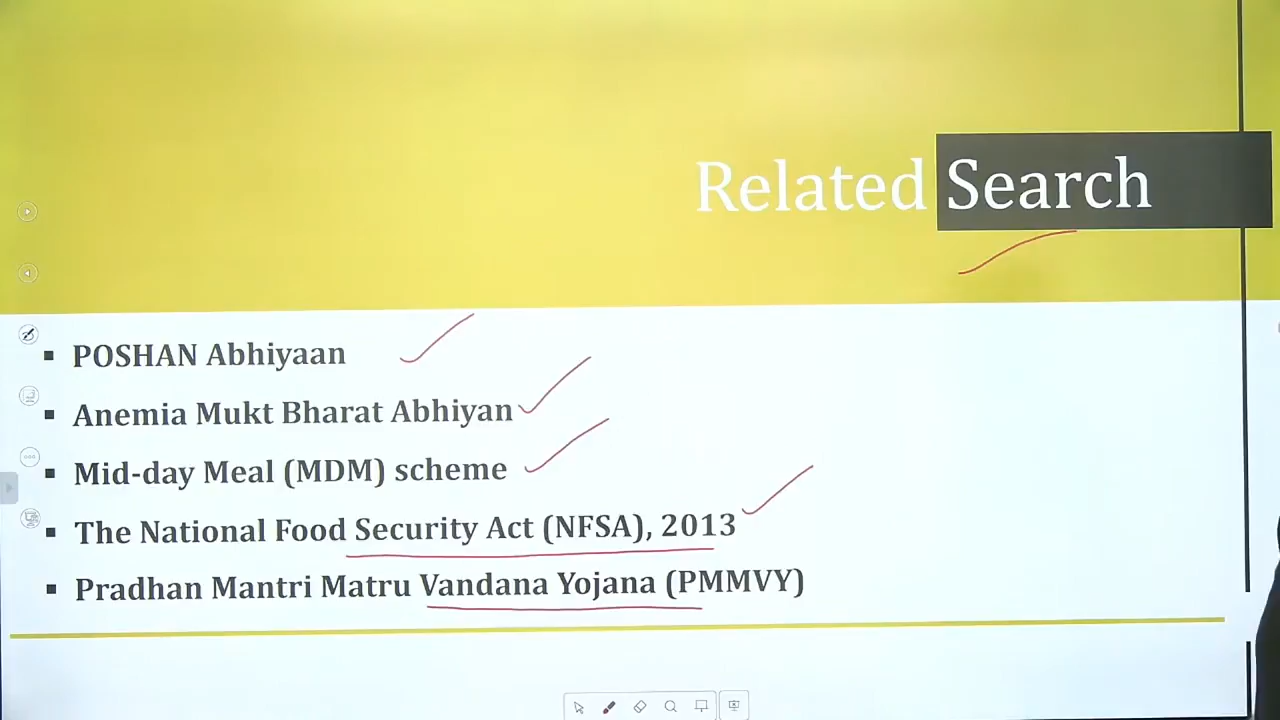 Related Search
▪ POSHAN Abhiyaan
▪ Anemia Mukt Bharat Abhiyan
▪ Mid-day Meal (MDM) scheme
▪ The National Food Security Act (NFSA), 2013
▪ Pradhan Mantri Matru Vandana Yojana (PMMVY)